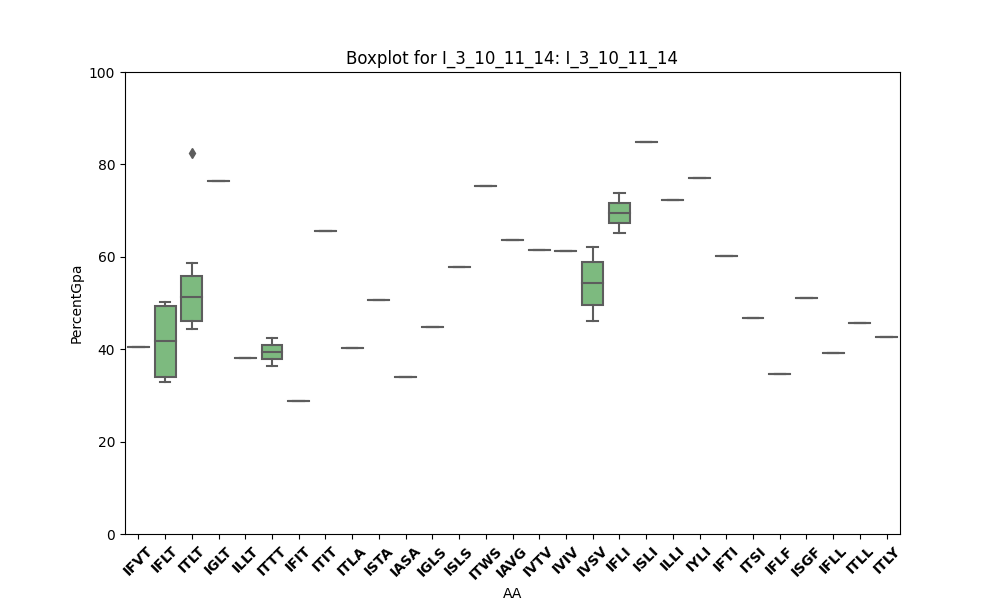 Boxplot for I_3_10_11_14: I_3_10_11_14
100
80
60
40
20
0
PercentGpa
IFVT IFLT ITLT IGLT ILLT ITTT IFIT ITIT ITLA ISTA IASA IGLS ISLS ITWS IAVG IVTV IVIV IVSV IFLI ISLI ILLI IYLI IFTI ITSI IFLF ISGF IFLL ITLL ITLY
AA